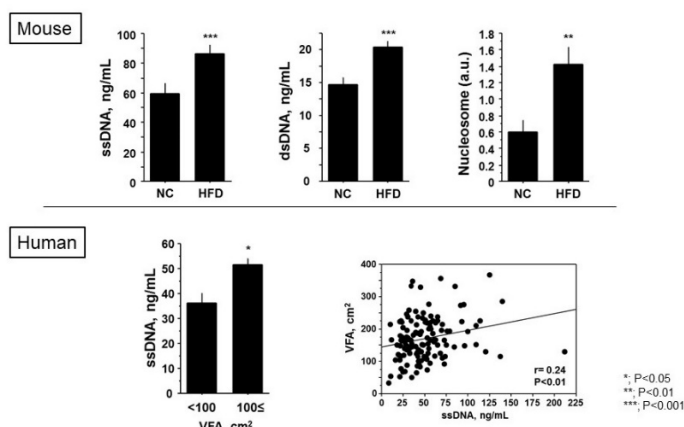 Mouse
ssDNA, ng/mL
100
80
60
40
20
0
***
NC HFD
dsDNA, ng/mL
20
15
10
5
0
***
NC HFD
Nucleosome (a.u.)
1.8
1.6
1.4
1.2
1.0
0.8
0.6
0.4
0.2
0
**
NC HFD
Human
ssDNA, ng/mL
60
50
40
30
20
10
0
*
<100 100≤
VFA, cm²
VFA, cm²
400
300
200
100
0
r= 0.24
P<0.01
0 25 50 75 100 125 150 175 200 225
ssDNA, ng/mL
*; P<0.05
**; P<0.01
***; P<0.001